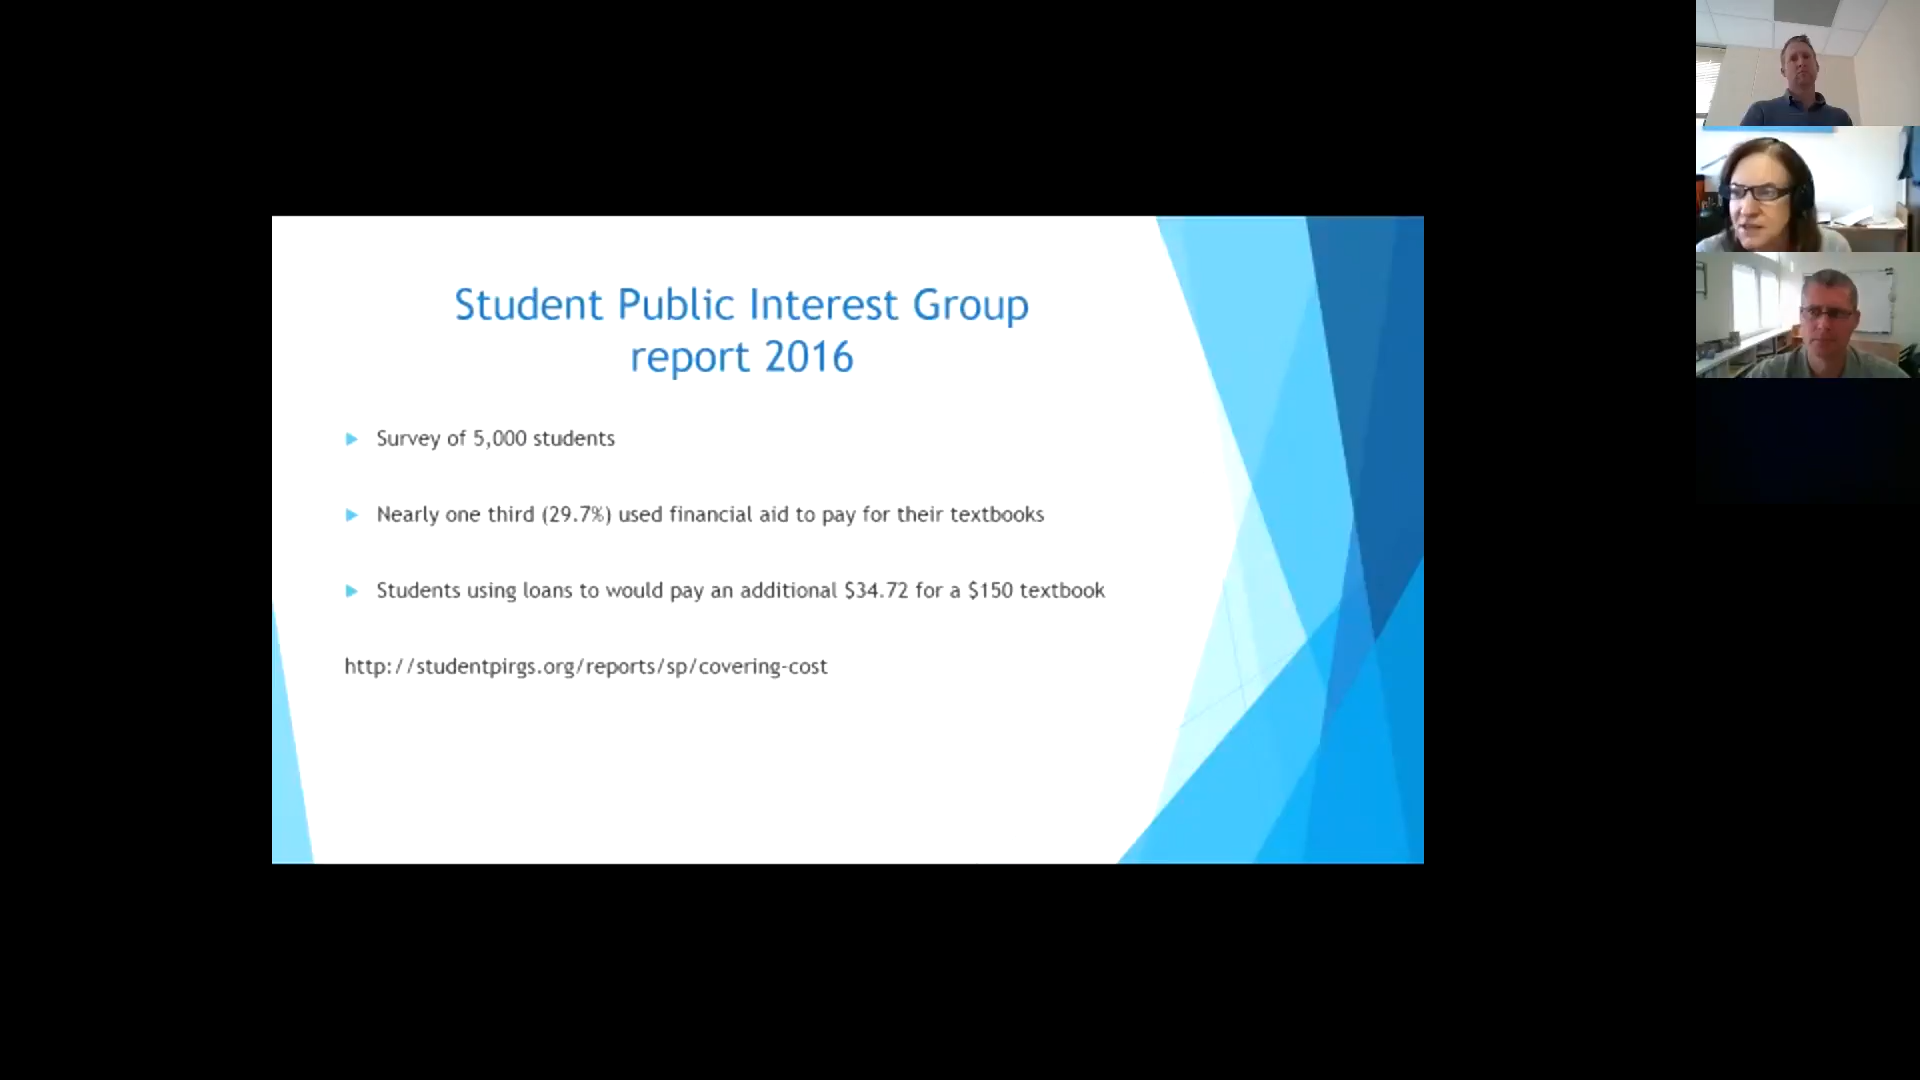 Student Public Interest Group
report 2016
Survey of 5,000 students
Nearly one third (29.7%) used financial aid to pay for their textbooks
Students using loans to would pay an additional $34.72 for a $150 textbook
http://studentpirgs.org/reports/sp/covering-cost